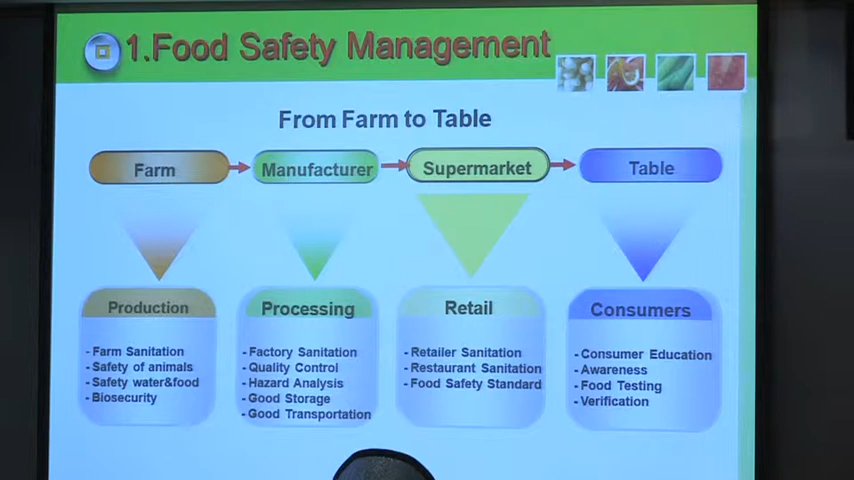 1.Food Safety Management
From Farm to Table
Farm
Manufacturer
Supermarket
Table
Production
- Farm Sanitation
- Safety of animals
- Safety water&food
- Biosecurity
Processing
- Factory Sanitation
- Quality Control
- Hazard Analysis
- Good Storage
- Good Transportation
Retail
- Retailer Sanitation
- Restaurant Sanitation
- Food Safety Standard
Consumers
- Consumer Education
- Awareness
- Food Testing
- Verification